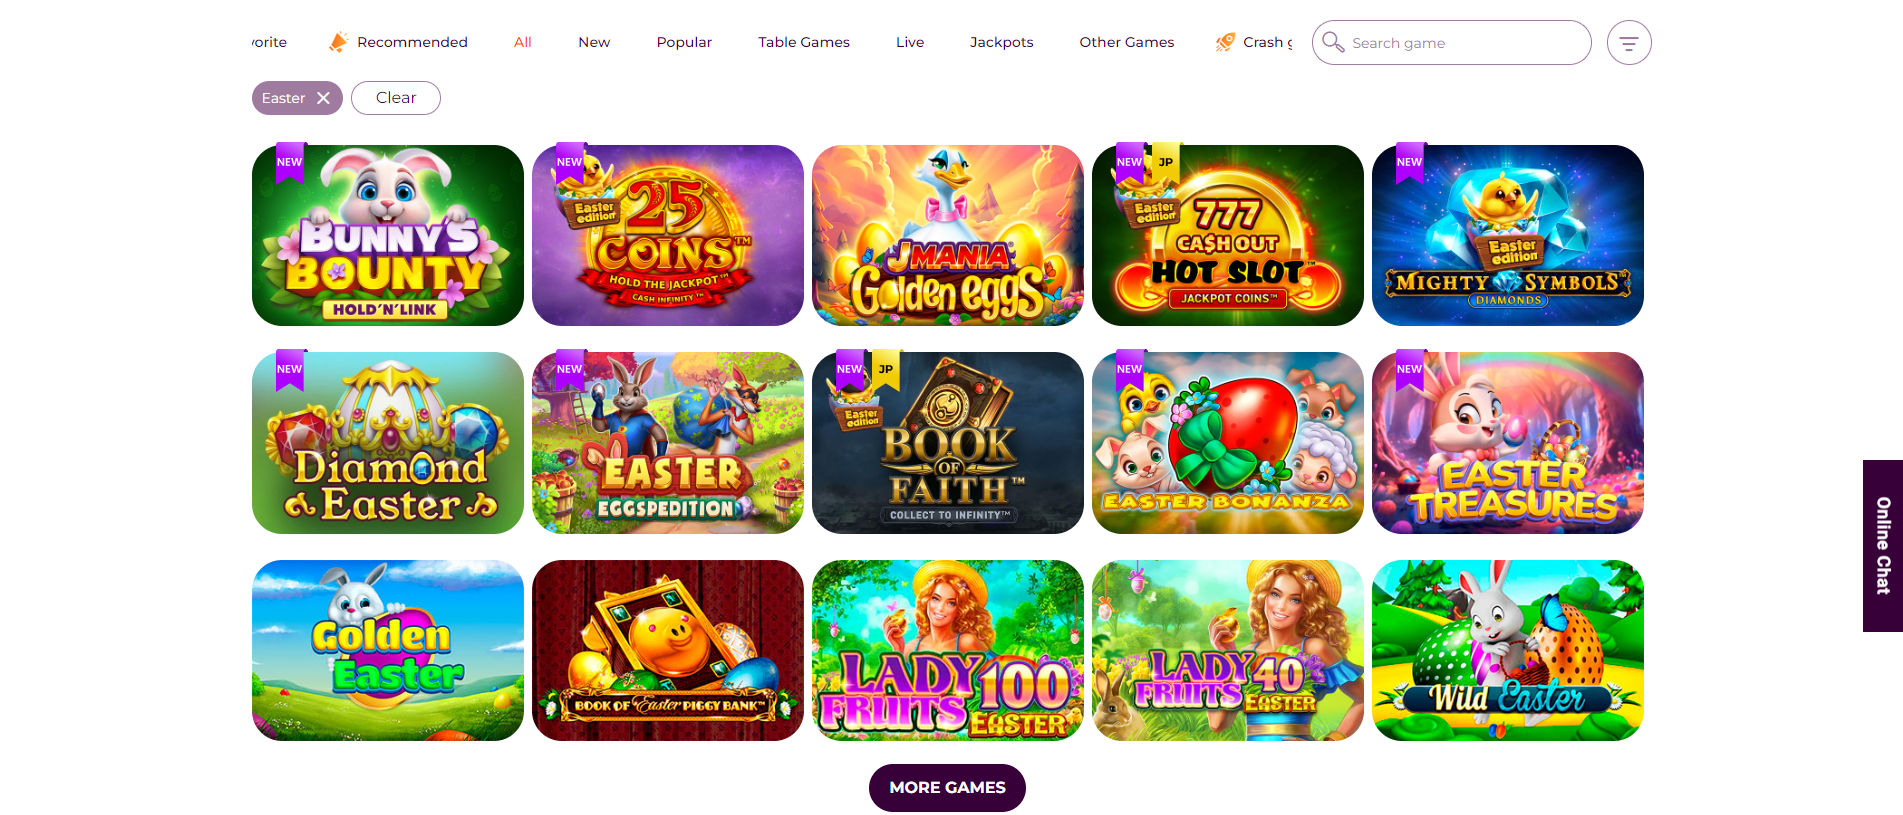 vorite
Recommended
All
New
Popular
Table Games
Live
Jackpots
Other Games
Crash g
Search game
Easter
Clear
NEW
BUNNY'S
BOUNTY
HOLD'N'LINK
NEW
Easter
edition
25
COINS™
HOLD THE JACKPOT™
CASH INFINITY™
JMANIA®
Golden eggs
NEW
JP
Easter
edition
777
CA$H OUT
HOT SLOT™
JACKPOT COINS™
NEW
Easter
edition
MIGHTY SYMBOLS™
DIAMONDS
NEW
Diamond
Easter
NEW
EASTER
EGGSPEDITION
NEW
JP
Easter
edition
BOOK
OF
FAITH™
COLLECT TO INFINITY™
NEW
EASTER BONANZA
NEW
EASTER
TREASURES
Golden
Easter
BOOK OF Easter PIGGY BANK™
LADY
FRUITS 100
EASTER
LADY
FRUITS 40
EASTER
Wild Easter
MORE GAMES
Online Chat